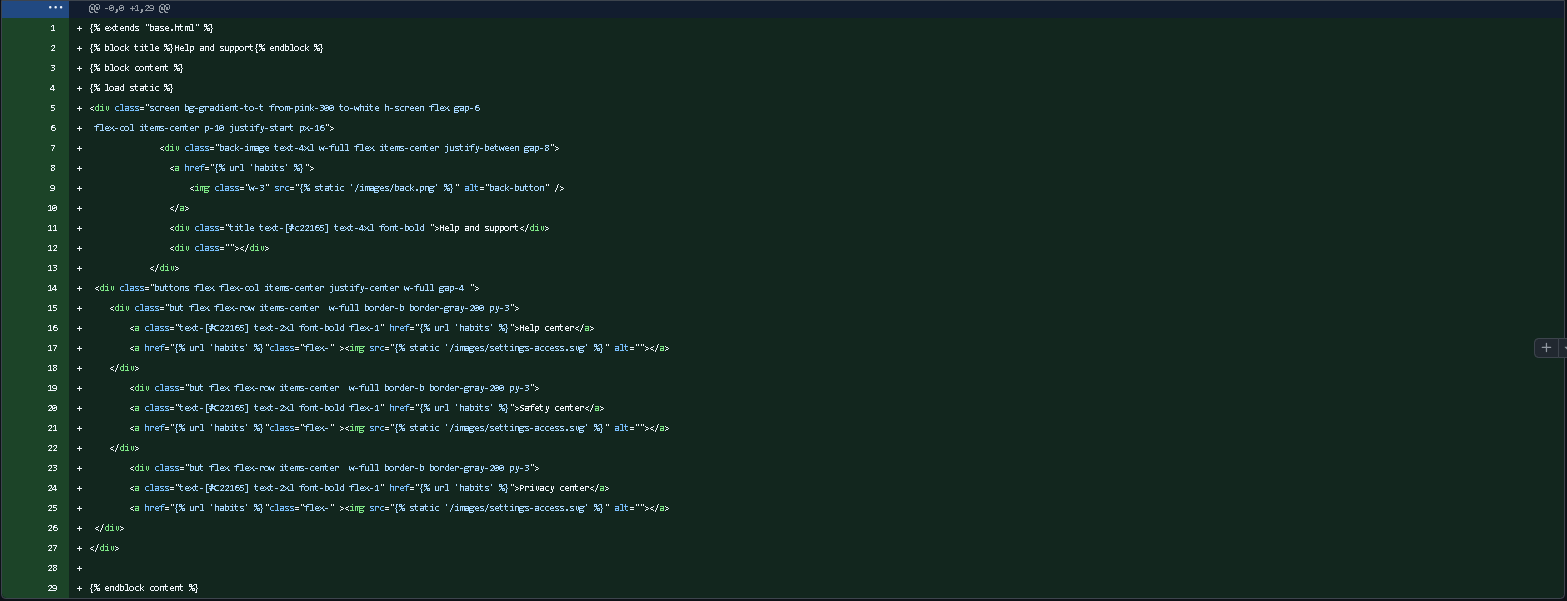 ... @@ -0,0 +1,29 @@
1 + {% extends "base.html" %}
2 + {% block title %}Help and support{% endblock %}
3 + {% block content %}
4 + {% load static %}
5 + <div class="screen bg-gradient-to-t from-pink-300 to-white h-screen flex gap-6
6 + flex-col items-center p-10 justify-start px-16">
7 + <div class="back-image text-4xl w-full flex items-center justify-between gap-8">
8 + <a href="{% url 'habits' %}">
9 + <img class="w-3" src="{% static '/images/back.png' %}" alt="back-button" />
10 + </a>
11 + <div class="title text-[#c22165] text-4xl font-bold ">Help and support</div>
12 + <div class=""></div>
13 + </div>
14 + <div class="buttons flex flex-col items-center justify-center w-full gap-4 ">
15 + <div class="but flex flex-row items-center  w-full border-b border-gray-200 py-3">
16 + <a class="text-[#C22165] text-2xl font-bold flex-1" href="{% url 'habits' %}">Help center</a>
17 + <a href="{% url 'habits' %}"class="flex-" ><img src="{% static '/images/settings-access.svg' %}" alt=""></a>
18 + </div>
19 + <div class="but flex flex-row items-center  w-full border-b border-gray-200 py-3">
20 + <a class="text-[#C22165] text-2xl font-bold flex-1" href="{% url 'habits' %}">Safety center</a>
21 + <a href="{% url 'habits' %}"class="flex-" ><img src="{% static '/images/settings-access.svg' %}" alt=""></a>
22 + </div>
23 + <div class="but flex flex-row items-center  w-full border-b border-gray-200 py-3">
24 + <a class="text-[#C22165] text-2xl font-bold flex-1" href="{% url 'habits' %}">Privacy center</a>
25 + <a href="{% url 'habits' %}"class="flex-" ><img src="{% static '/images/settings-access.svg' %}" alt=""></a>
26 + </div>
27 + </div>
28 +
29 + {% endblock content %}